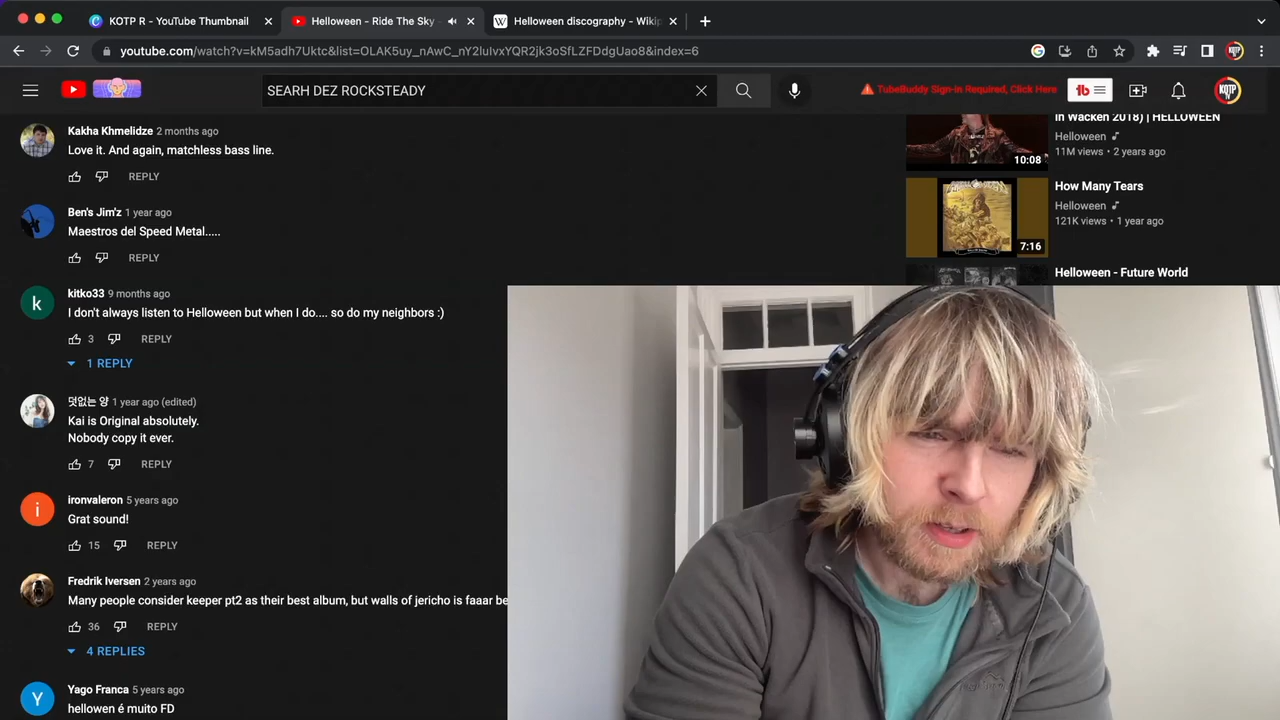 KOTP R - YouTube Thumbnail
Helloween - Ride The Sky -
Helloween discography - Wikip
youtube.com/watch?v=kM5adh7Uktc&list=OLAK5uy_nAwC_nY2luIvxYQR2jk3oSfLZFDdgUao8&index=6
SEARH DEZ ROCKSTEADY
TubeBuddy Sign-in Required, Click Here
tb
KOTP
Kakha Khmelidze 2 months ago
Love it. And again, matchless bass line.
REPLY
Ben's Jim'z 1 year ago
Maestros del Speed Metal.....
REPLY
kitko33 9 months ago
k
I don't always listen to Helloween but when I do.... so do my neighbors :)
3 REPLY
1 REPLY
덧없는 양 1 year ago (edited)
Kai is Original absolutely.
Nobody copy it ever.
7 REPLY
ironvaleron 5 years ago
i
Grat sound!
15 REPLY
Fredrik Iversen 2 years ago
Many people consider keeper pt2 as their best album, but walls of jericho is faaar be
36 REPLY
4 REPLIES
Yago Franca 5 years ago
Y
hellowen é muito FD
in Wacken 2018) | HELLOWEEN
Helloween
11M views • 2 years ago
10:08
How Many Tears
Helloween
121K views • 1 year ago
7:16
Helloween - Future World